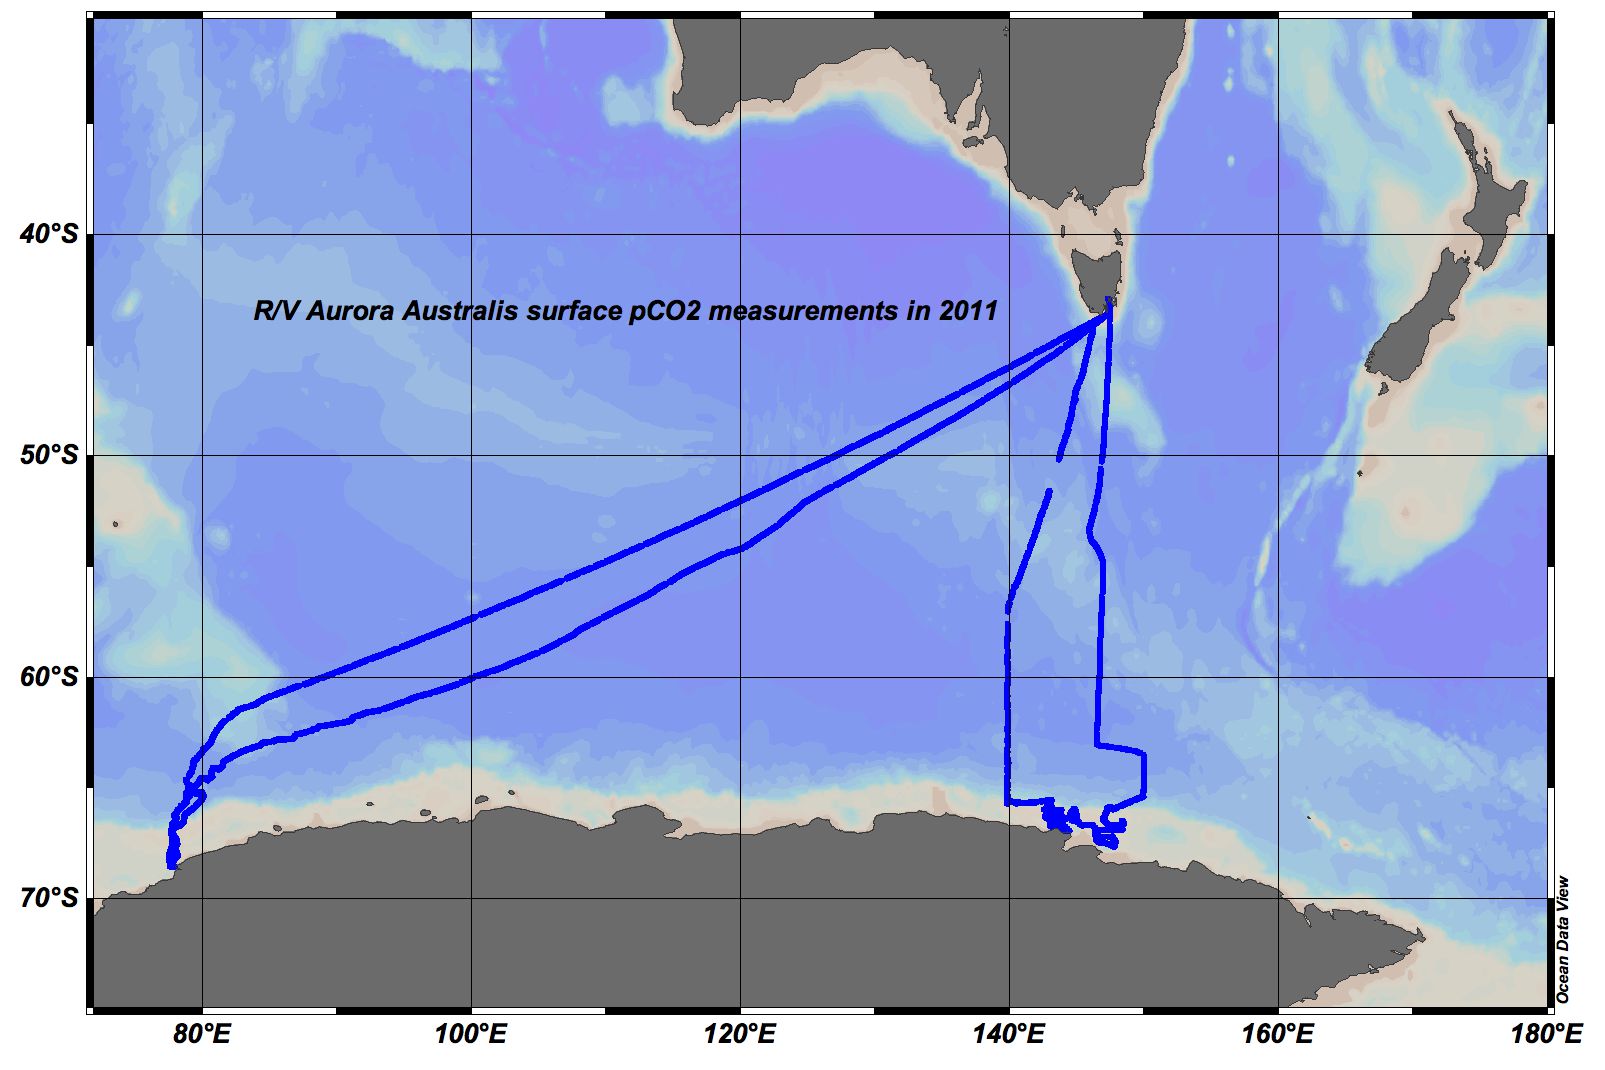 40°S
R/V Aurora Australis surface pCO2 measurements in 2011
50°S
60°S
70°S
Ocean Data View
80°E 100°E 120°E 140°E 160°E 180°E